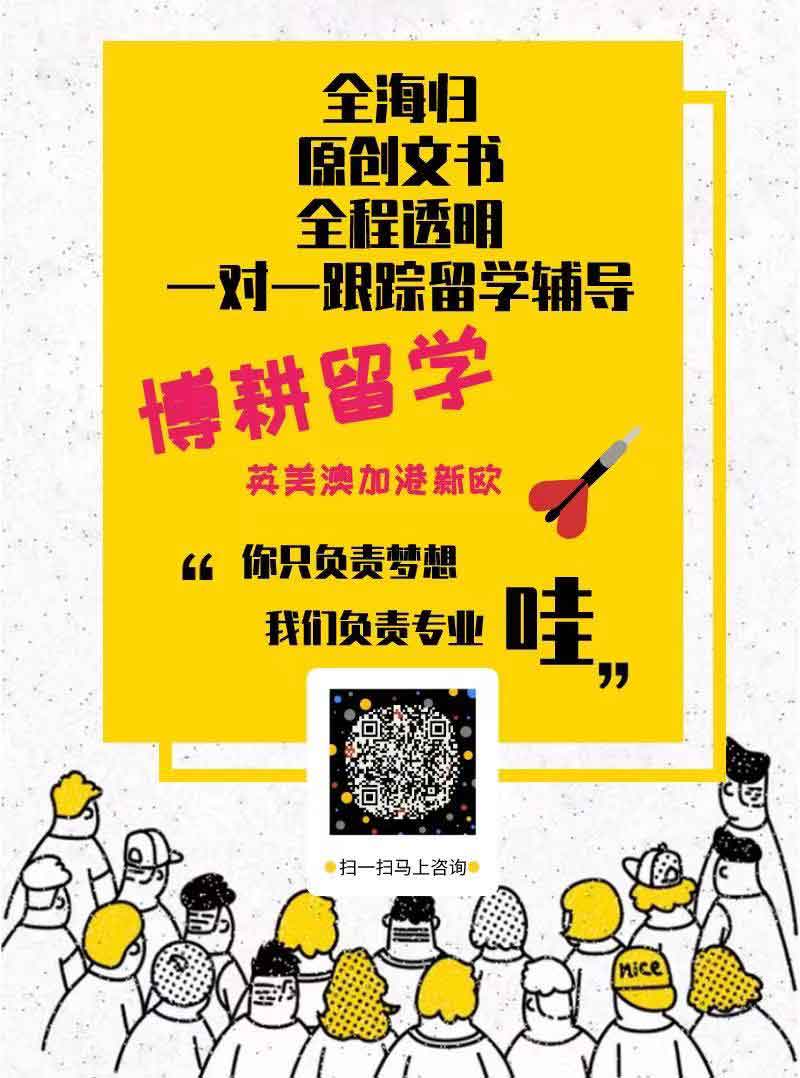 全海归
原创文书
全程透明
一对一跟踪留学辅导
博耕留学
英美澳加港新欧
“ 你只负责梦想
我们负责专业 哇 ”
扫一扫马上咨询
nice